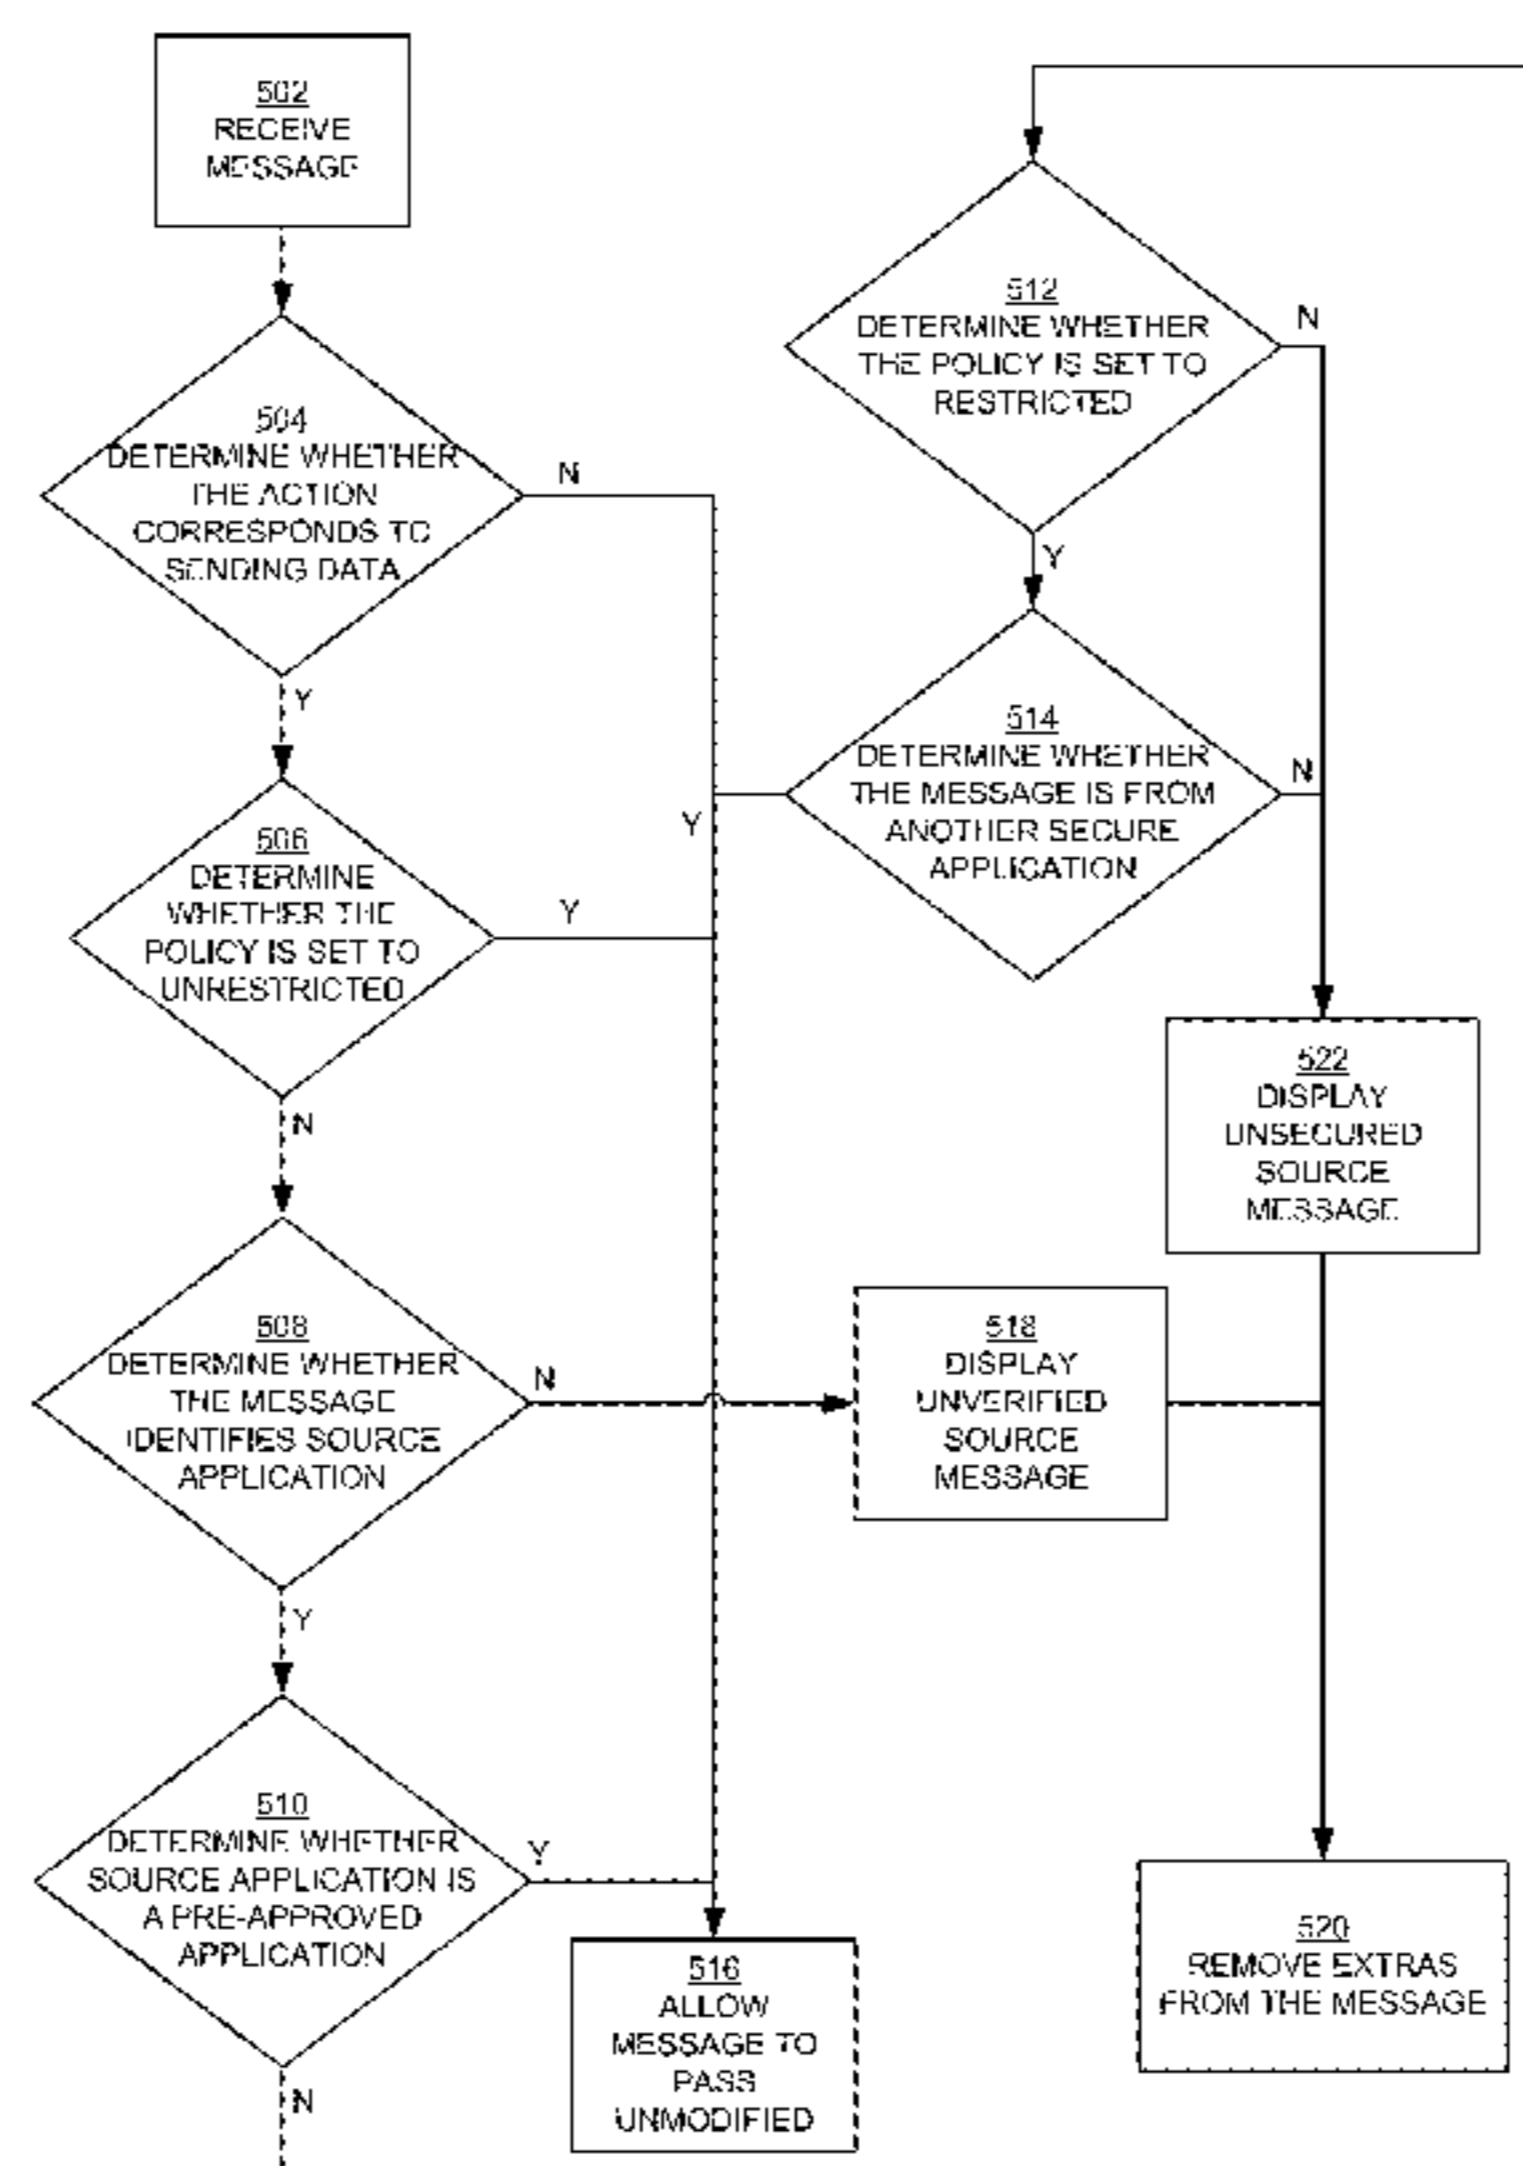 502
RECEIVE
MESSAGE
504
DETERMINE WHETHER
THE ACTION
CORRESPONDS TO
SENDING DATA
N
Y
506
DETERMINE
WHETHER THE
POLICY IS SET TO
UNRESTRICTED
Y
N
508
DETERMINE WHETHER
THE MESSAGE
IDENTIFIES SOURCE
APPLICATION
N
Y
510
DETERMINE WHETHER
SOURCE APPLICATION IS
A PRE-APPROVED
APPLICATION
Y
N
512
DETERMINE WHETHER
THE POLICY IS SET TO
RESTRICTED
N
Y
514
DETERMINE WHETHER
THE MESSAGE IS FROM
ANOTHER SECURE
APPLICATION
N
Y
522
DISPLAY
UNSECURED
SOURCE
MESSAGE
518
DISPLAY
UNVERIFIED
SOURCE
MESSAGE
516
ALLOW
MESSAGE TO
PASS
UNMODIFIED
520
REMOVE EXTRAS
FROM THE MESSAGE